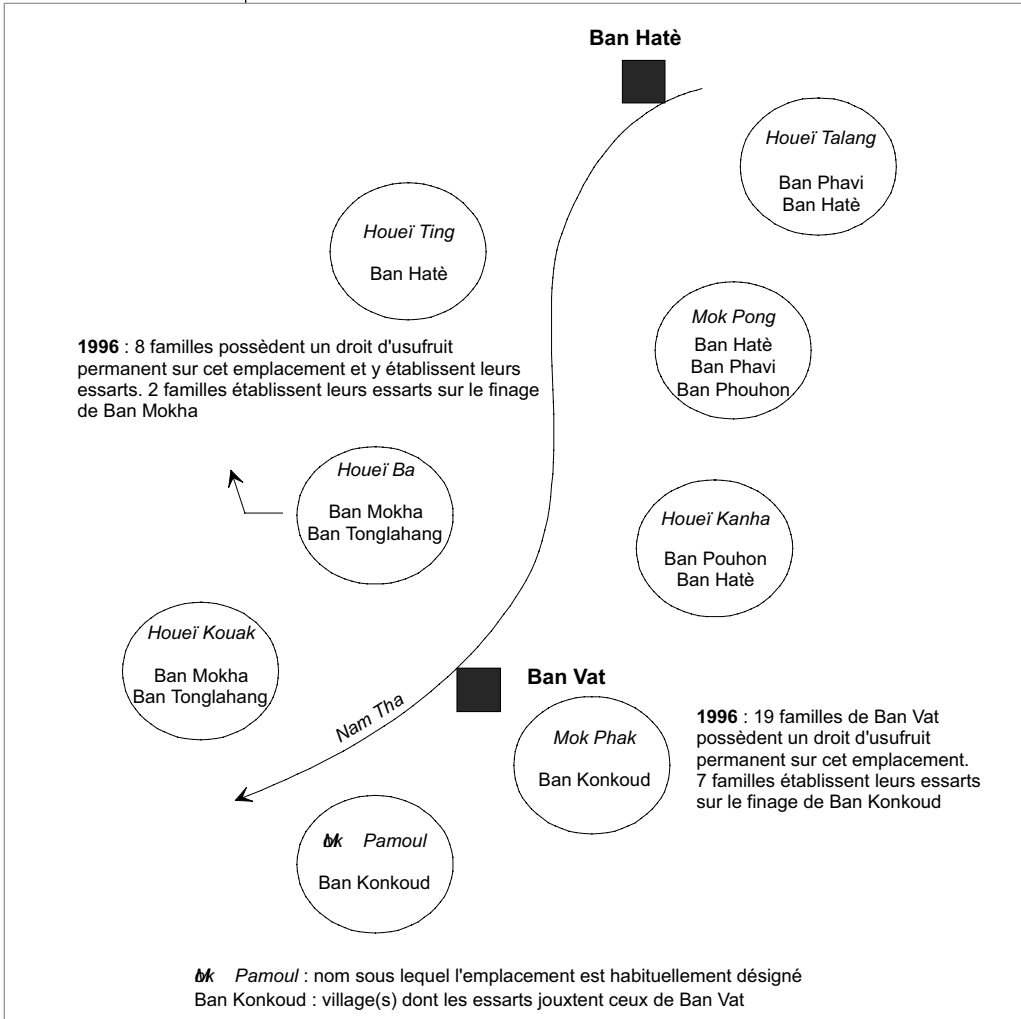 Ban Hatè
Houeï Talang
Ban Phavi
Ban Hatè
Houeï Ting
Ban Hatè
Mok Pong
Ban Hatè
Ban Phavi
Ban Phouhon
1996 : 8 familles possèdent un droit d'usufruit
permanent sur cet emplacement et y établissent leurs
essarts. 2 familles établissent leurs essarts sur le finage
de Ban Mokha
Houeï Ba
Ban Mokha
Ban Tonglahang
Houeï Kanha
Ban Pouhon
Ban Hatè
Houeï Kouak
Ban Mokha
Ban Tonglahang
Ban Vat
Nam Tha
Mok Phak
Ban Konkoud
1996 : 19 familles de Ban Vat
possèdent un droit d'usufruit
permanent sur cet emplacement.
7 familles établissent leurs essarts
sur le finage de Ban Konkoud
Mok Pamoul
Ban Konkoud
Mok Pamoul : nom sous lequel l'emplacement est habituellement désigné
Ban Konkoud : village(s) dont les essarts jouxtent ceux de Ban Vat